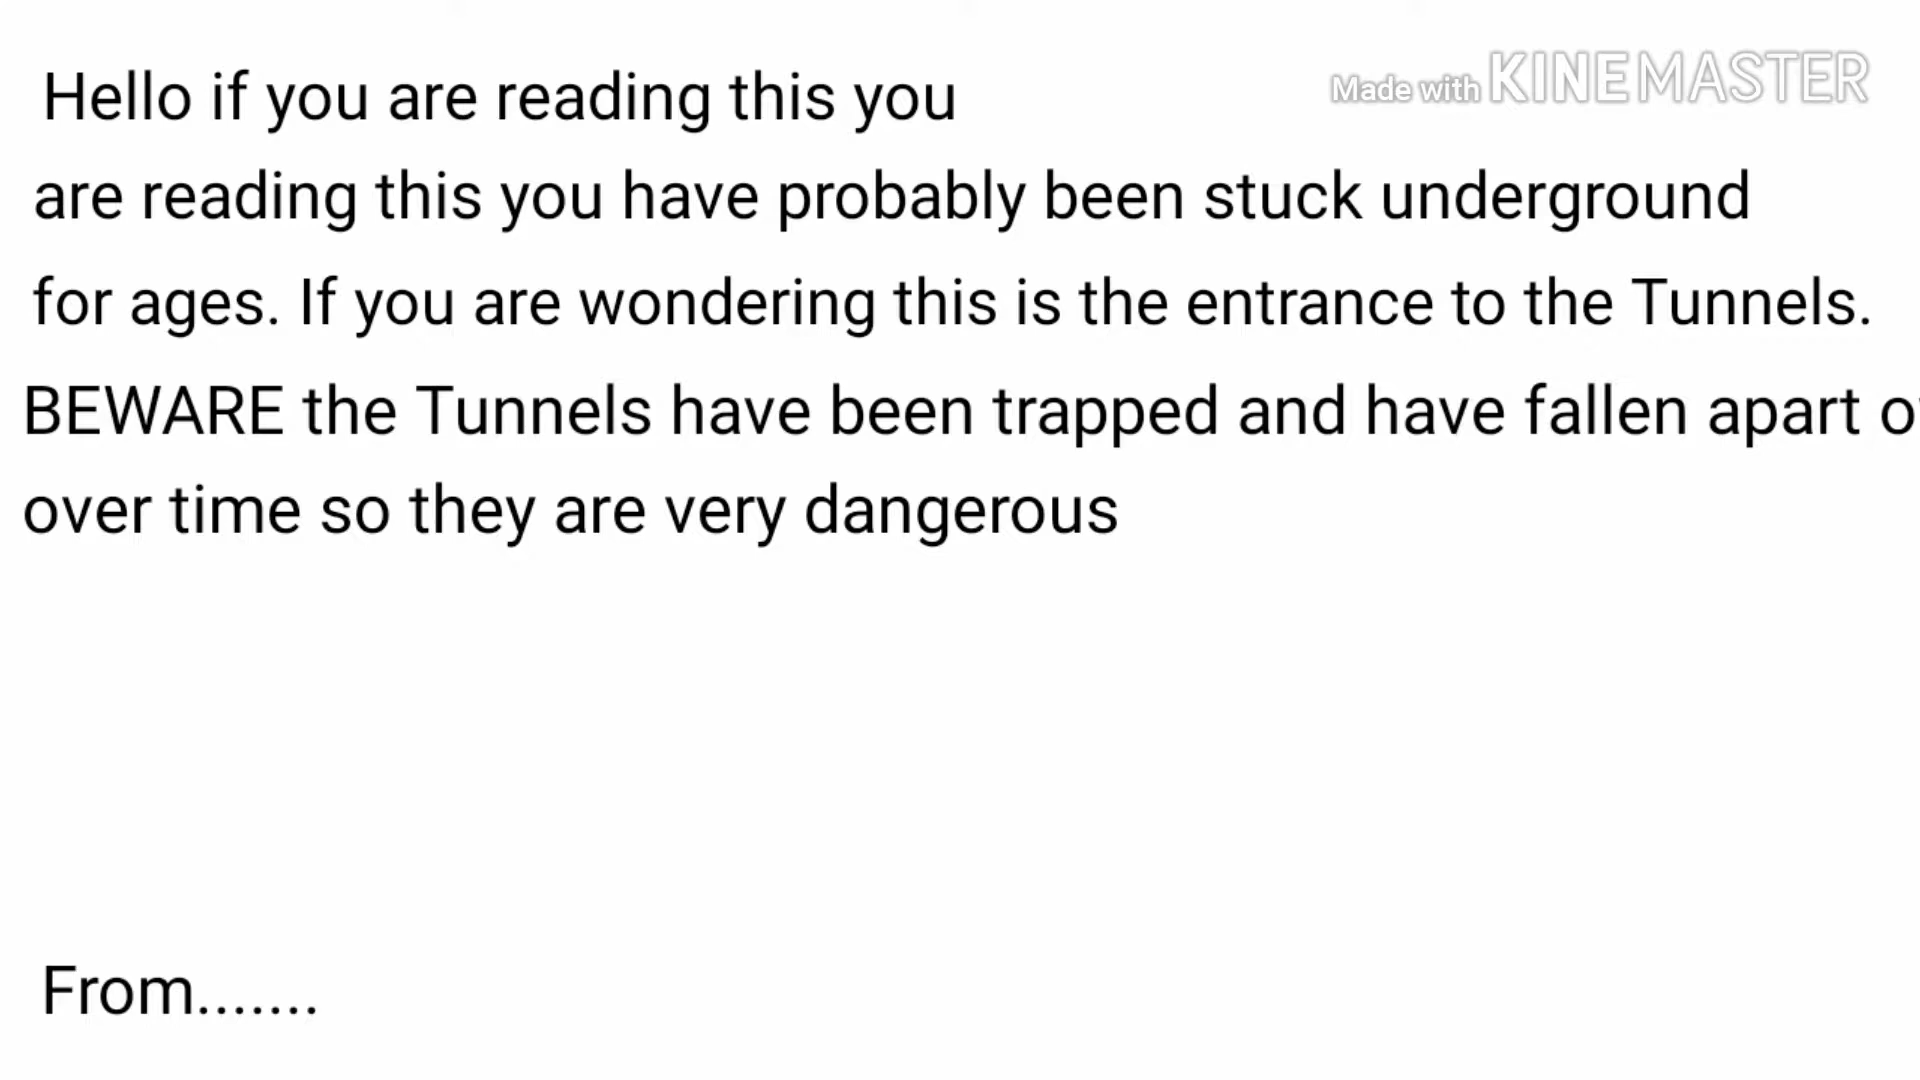 Hello if you are reading this you
Made with KINEMASTER
are reading this you have probably been stuck underground
for ages. If you are wondering this is the entrance to the Tunnels.
BEWARE the Tunnels have been trapped and have fallen apart o
over time so they are very dangerous
From.......